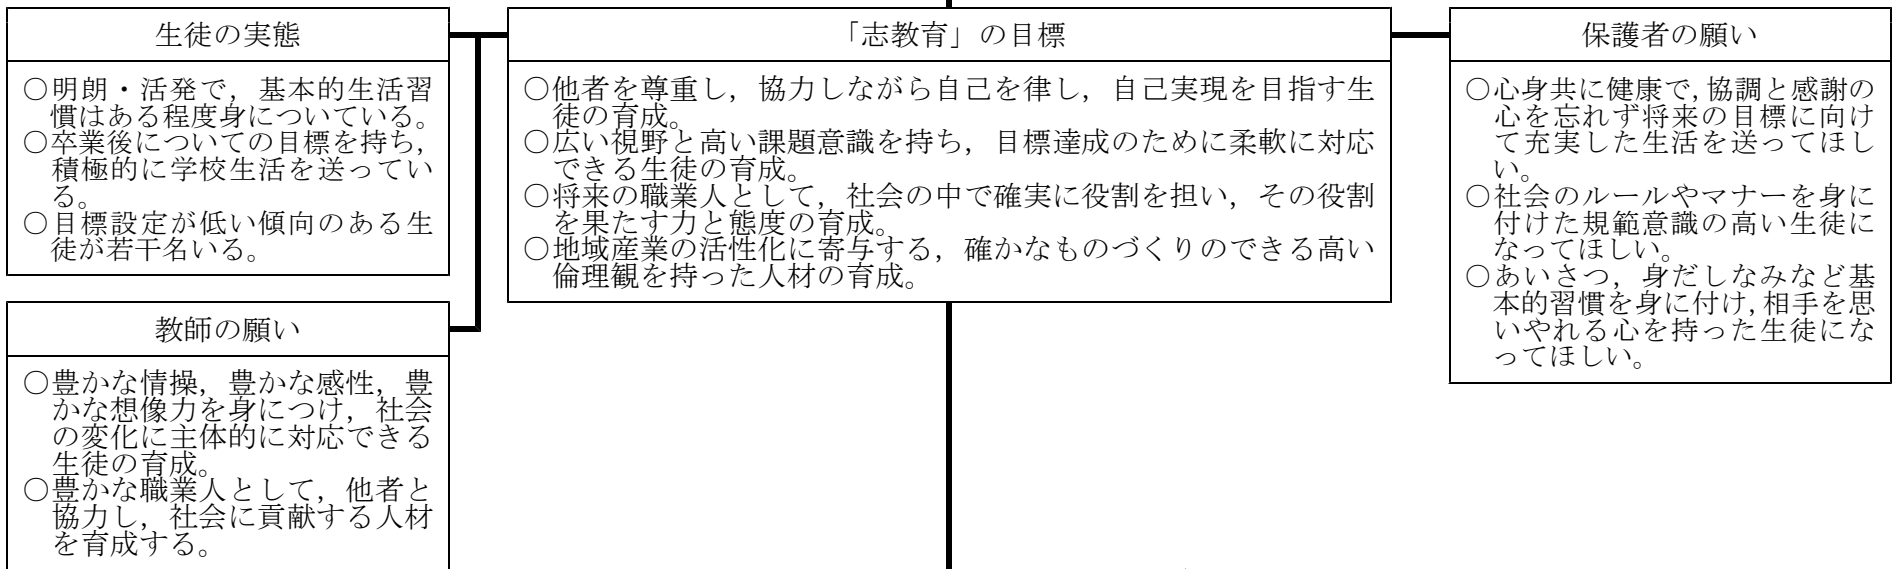 生徒の実態
○明朗・活発で，基本的生活習
慣はある程度身についている。
○卒業後についての目標を持ち，
積極的に学校生活を送ってい
る。
○目標設定が低い傾向のある生
徒が若干名いる。
教師の願い
○豊かな情操，豊かな感性，豊
かな想像力を身につけ，社会
の変化に主体的に対応できる
生徒の育成。
○豊かな職業人として，他者と
協力し，社会に貢献する人材
を育成する。
「志教育」の目標
○他者を尊重し，協力しながら自己を律し，自己実現を目指す生
徒の育成。
○広い視野と高い課題意識を持ち，目標達成のために柔軟に対応
できる生徒の育成。
○将来の職業人として，社会の中で確実に役割を担い，その役割
を果たす力と態度の育成。
○地域産業の活性化に寄与する，確かなものづくりのできる高い
倫理観を持った人材の育成。
保護者の願い
○心身共に健康で，協調と感謝の
心を忘れず将来の目標に向け
て充実した生活を送ってほし
い。
○社会のルールやマナーを身に
付けた規範意識の高い生徒に
なってほしい。
○あいさつ，身だしなみなど基
本的習慣を身に付け，相手を思
いやれる心を持った生徒にな
ってほしい。